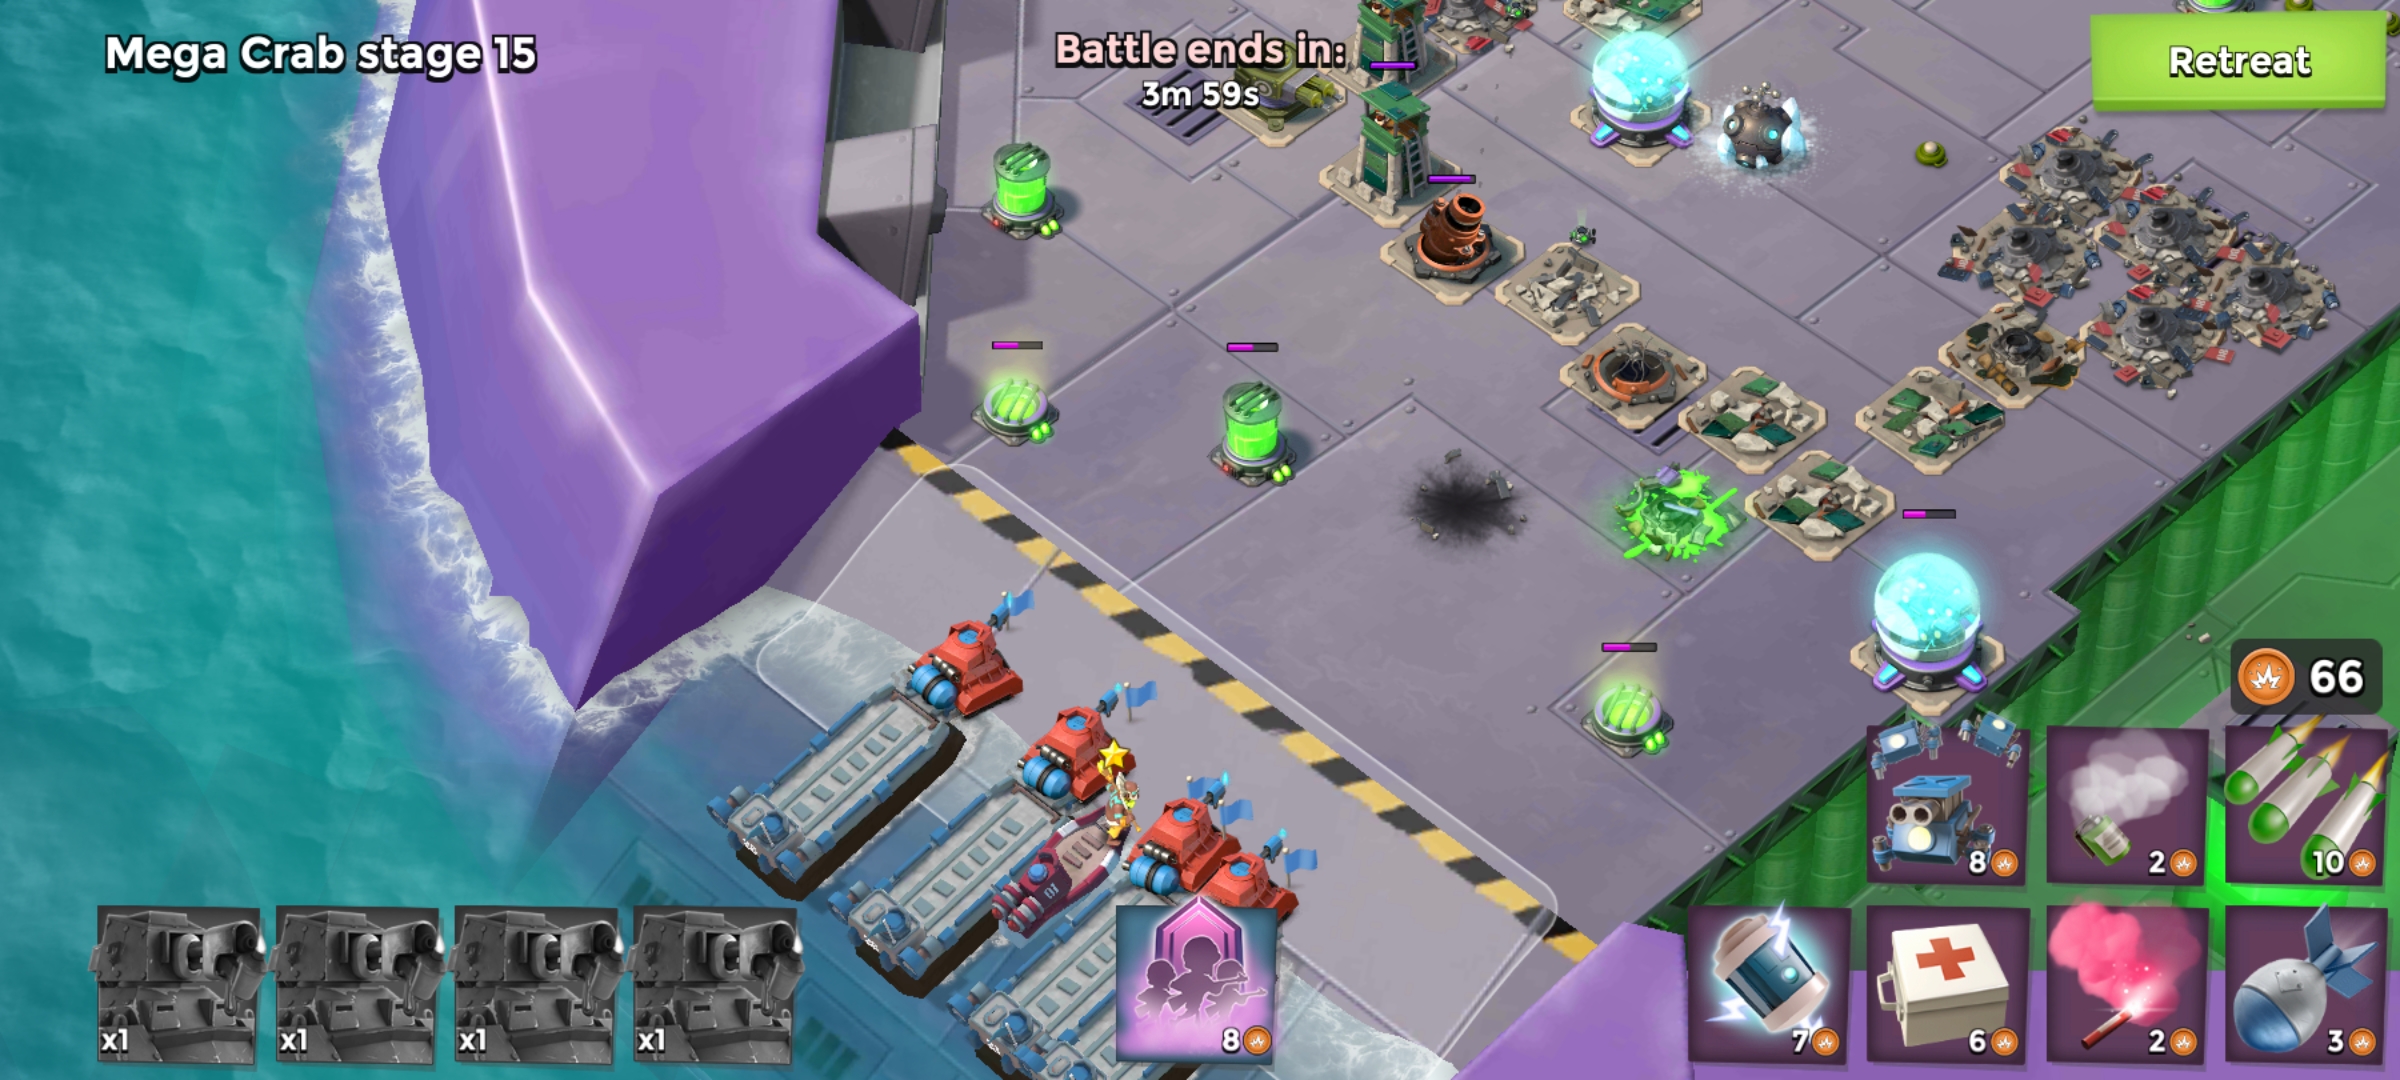 Mega Crab stage 15
Battle ends in:
3m 59s
Retreat
66
8
2
10
01
x1
x1
x1
x1
8
7
6
2
3